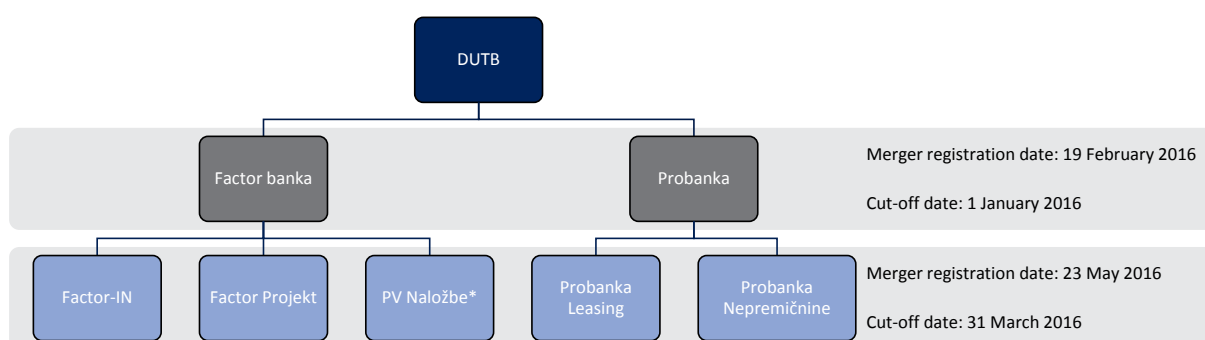 DUTB
Factor banka
Probanka
Merger registration date: 19 February 2016
Cut-off date: 1 January 2016
Factor-IN
Factor Projekt
PV Naložbe*
Probanka
Leasing
Probanka
Nepremičnine
Merger registration date: 23 May 2016
Cut-off date: 31 March 2016